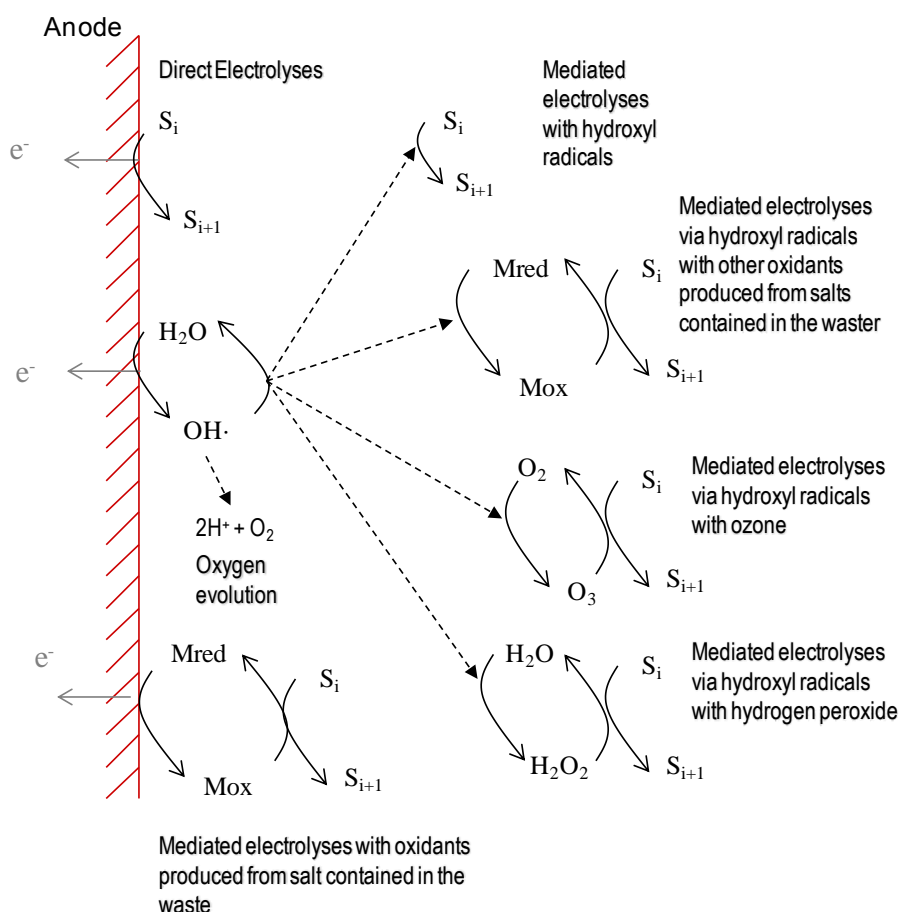 Anode
Direct Electrolyses
Mediated
electrolyses
with hydroxyl
radicals
Sᵢ
e⁻
Sᵢ₊₁
Sᵢ
Sᵢ₊₁
Mediated electrolyses
via hydroxyl radicals
with other oxidants
produced from salts
contained in the waster
Mred
Sᵢ
Mox
Sᵢ₊₁
H₂O
e⁻
OH·
2H⁺ + O₂
Oxygen
evolution
O₂
Sᵢ
O₃
Sᵢ₊₁
Mediated electrolyses
via hydroxyl radicals
with ozone
H₂O
Sᵢ
H₂O₂
Sᵢ₊₁
Mediated electrolyses
via hydroxyl radicals
with hydrogen peroxide
e⁻
Mred
Sᵢ
Mox
Sᵢ₊₁
Mediated electrolyses with oxidants
produced from salt contained in the
waste